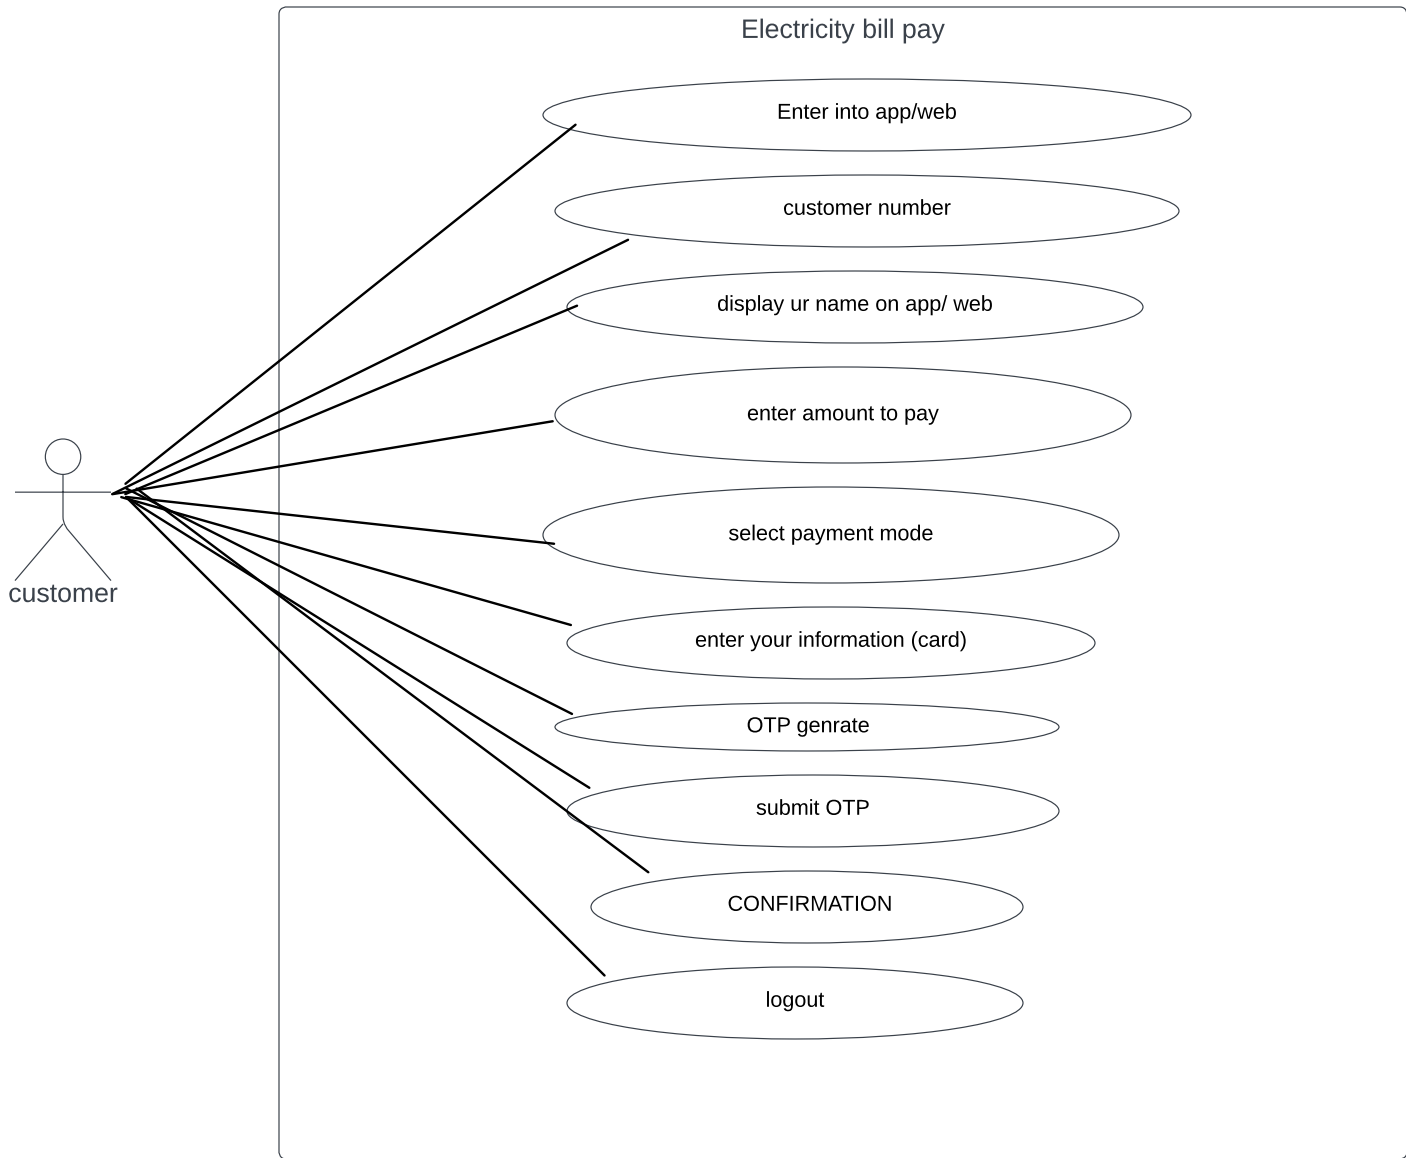 Electricity bill pay
Enter into app/web
customer number
display ur name on app/ web
enter amount to pay
select payment mode
customer
enter your information (card)
OTP genrate
submit OTP
CONFIRMATION
logout